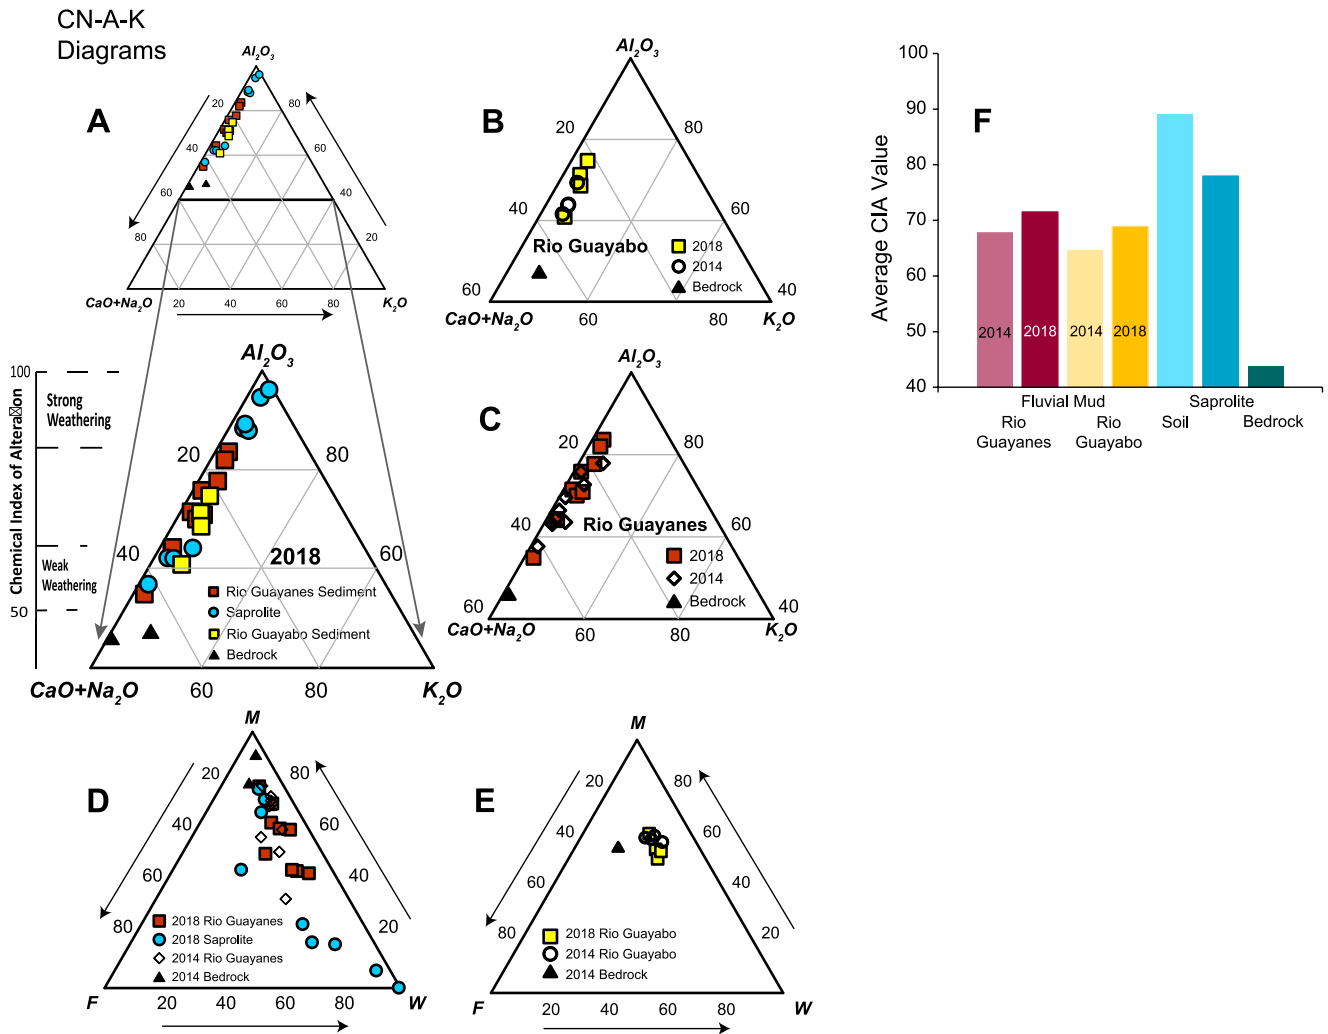 CN-A-K
Diagrams
A
Al2O3
20
80
40
60
60
40
80
20
CaO+Na2O
K2O
20
40
60
80
B
Al2O3
20
80
40
60
Rio Guayabo
2018
2014
Bedrock
60
40
CaO+Na2O
60
80
K2O
F
Average CIA Value
100
90
80
70
60
50
40
2014
2018
2014
2018
Fluvial Mud
Saprolite
Rio
Guayanes
Rio
Guayabo
Soil
Bedrock
Chemical Index of Altera☒on
100
Strong
Weathering
Weak
Weathering
50
Al2O3
20
80
40
60
2018
Rio Guayanes Sediment
Saprolite
Rio Guayabo Sediment
Bedrock
CaO+Na2O
60
80
K2O
C
Al2O3
20
80
40
60
Rio Guayanes
2018
2014
Bedrock
60
40
CaO+Na2O
60
80
K2O
D
M
20
80
40
60
60
40
80
20
2018 Rio Guayanes
2018 Saprolite
2014 Rio Guayanes
2014 Bedrock
F
W
20
40
60
80
E
M
20
80
40
60
60
40
80
20
2018 Rio Guayabo
2014 Rio Guayabo
2014 Bedrock
F
W
20
40
60
80